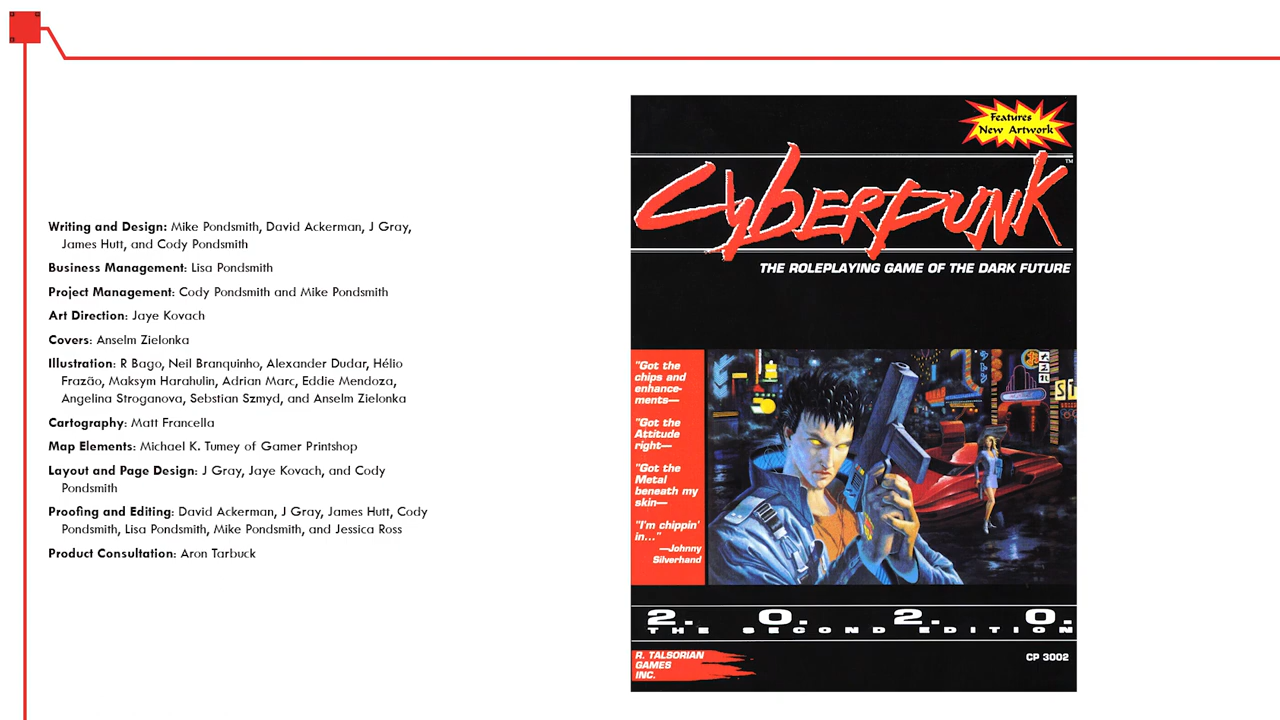 Writing and Design: Mike Pondsmith, David Ackerman, J Gray,
James Hutt, and Cody Pondsmith
Business Management: Lisa Pondsmith
Project Management: Cody Pondsmith and Mike Pondsmith
Art Direction: Jaye Kovach
Covers: Anselm Zielonka
Illustration: R Bago, Neil Branquinho, Alexander Dudar, Hélio
Frazão, Maksym Harahulin, Adrian Marc, Eddie Mendoza,
Angelina Stroganova, Sebstian Szmyd, and Anselm Zielonka
Cartography: Matt Francella
Map Elements: Michael K. Tumey of Gamer Printshop
Layout and Page Design: J Gray, Jaye Kovach, and Cody
Pondsmith
Proofing and Editing: David Ackerman, J Gray, James Hutt, Cody
Pondsmith, Lisa Pondsmith, Mike Pondsmith, and Jessica Ross
Product Consultation: Aron Tarbuck
Features
New Artwork
Cyberpunk
TM
THE ROLEPLAYING GAME OF THE DARK FUTURE
"Got the
chips and
enhance-
ments—
"Got the
Attitude
right—
"Got the
Metal
beneath my
skin—
"I'm chippin'
in..."
—Johnny
Silverhand
2. 0. 2. 0.
THE SECOND EDITION
R. TALSORIAN
GAMES
INC.
CP 3002